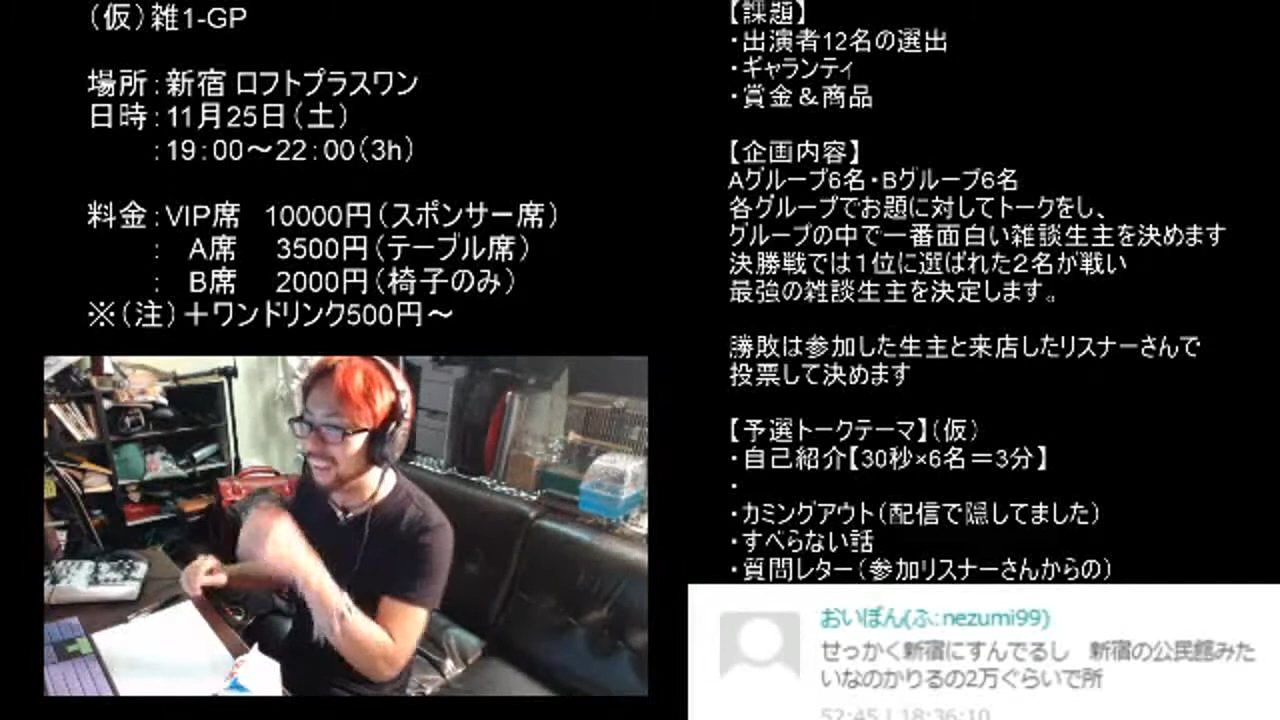 （仮）雑1-GP
場所：新宿 ロフトプラスワン
日時：11月25日（土）
：19：00～22：00（3h）
料金：VIP席 10000円（スポンサー席）
： A席 3500円（テーブル席）
： B席 2000円（椅子のみ）
※（注）＋ワンドリンク500円～
【課題】
・出演者12名の選出
・ギャランティ
・賞金＆商品
【企画内容】
Aグループ6名・Bグループ6名
各グループでお題に対してトークをし、
グループの中で一番面白い雑談生主を決めます
決勝戦では１位に選ばれた２名が戦い
最強の雑談生主を決定します。
勝敗は参加した生主と来店したリスナーさんで
投票して決めます
【予選トークテーマ】（仮）
・自己紹介【30秒×6名＝3分】
・
・カミングアウト（配信で隠してました）
・すべらない話
・質問レター（参加リスナーさんからの）
おいぽん(ふ:nezumi99)
せっかく新宿にすんでるし 新宿の公民館みた
いなのかりるの2万ぐらいで所
52:45 | 18:36:10